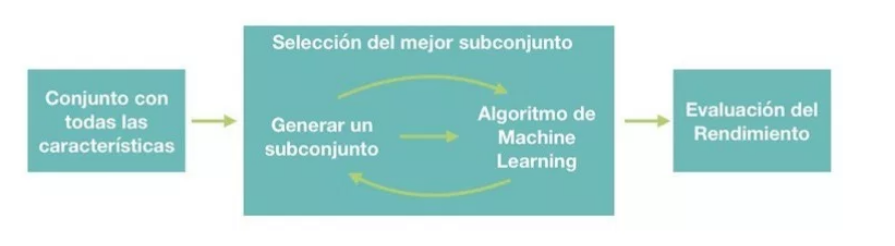 Selección del mejor subconjunto
Conjunto con
todas las
características
Generar un
subconjunto
Algoritmo de
Machine
Learning
Evaluación del
Rendimiento